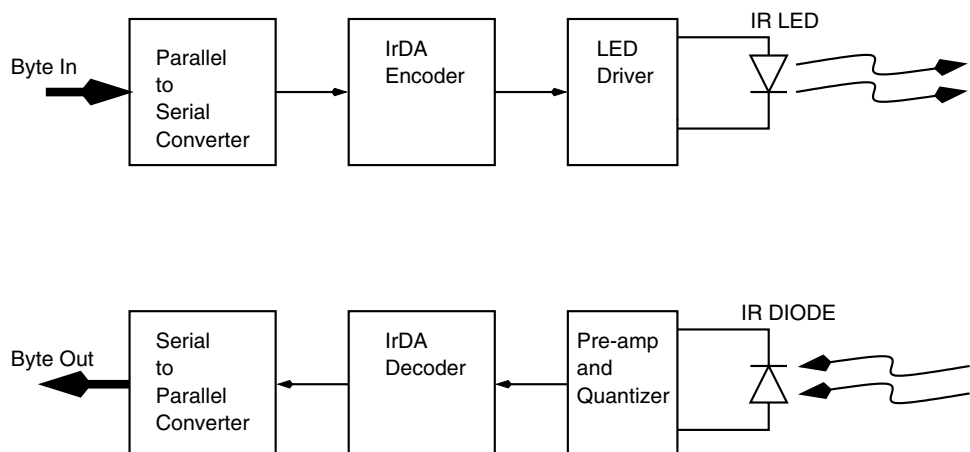 Byte In
Parallel
to
Serial
Converter
IrDA
Encoder
LED
Driver
IR LED
Byte Out
Serial
to
Parallel
Converter
IrDA
Decoder
Pre-amp
and
Quantizer
IR DIODE